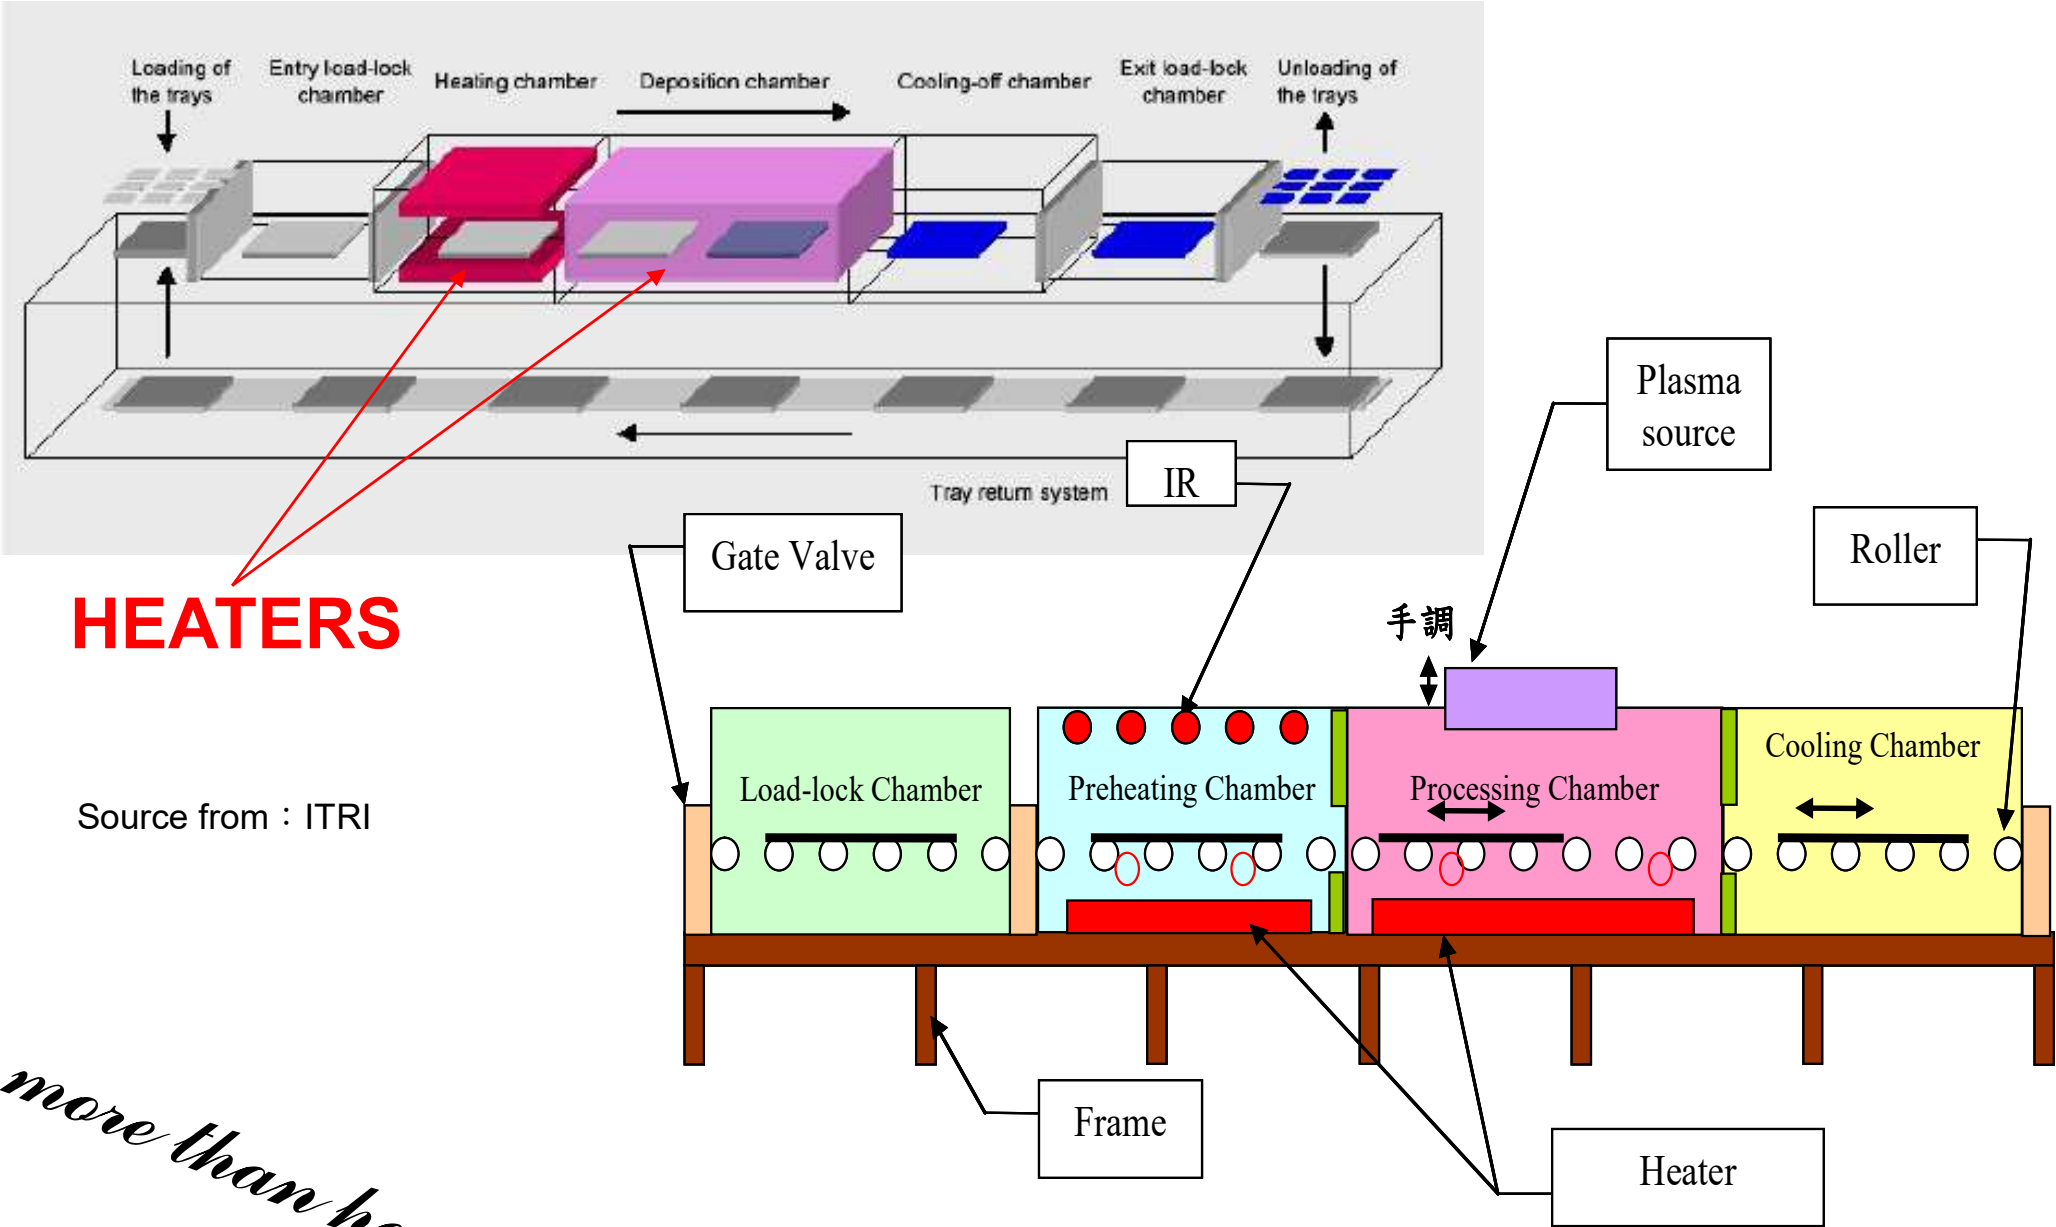 Loading of
the trays
Entry load-lock
chamber
Heating chamber
Deposition chamber
Cooling-off chamber
Exit load-lock
chamber
Unloading of
the trays
Tray return system
HEATERS
Source from：ITRI
Plasma
source
IR
Gate Valve
Roller
手調
Load-lock Chamber
Preheating Chamber
Processing Chamber
Cooling Chamber
Frame
Heater
more than